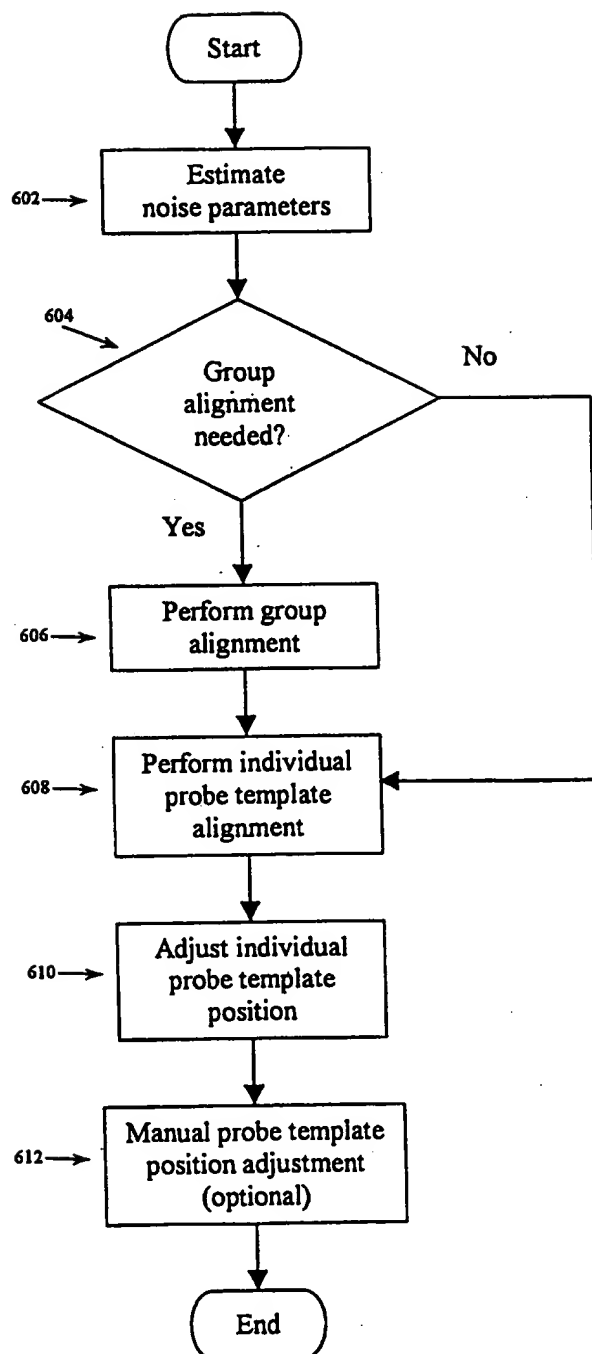 Start
602
Estimate
noise parameters
604
Group
alignment
needed?
No
Yes
606
Perform group
alignment
608
Perform individual
probe template
alignment
610
Adjust individual
probe template
position
612
Manual probe template
position adjustment
(optional)
End